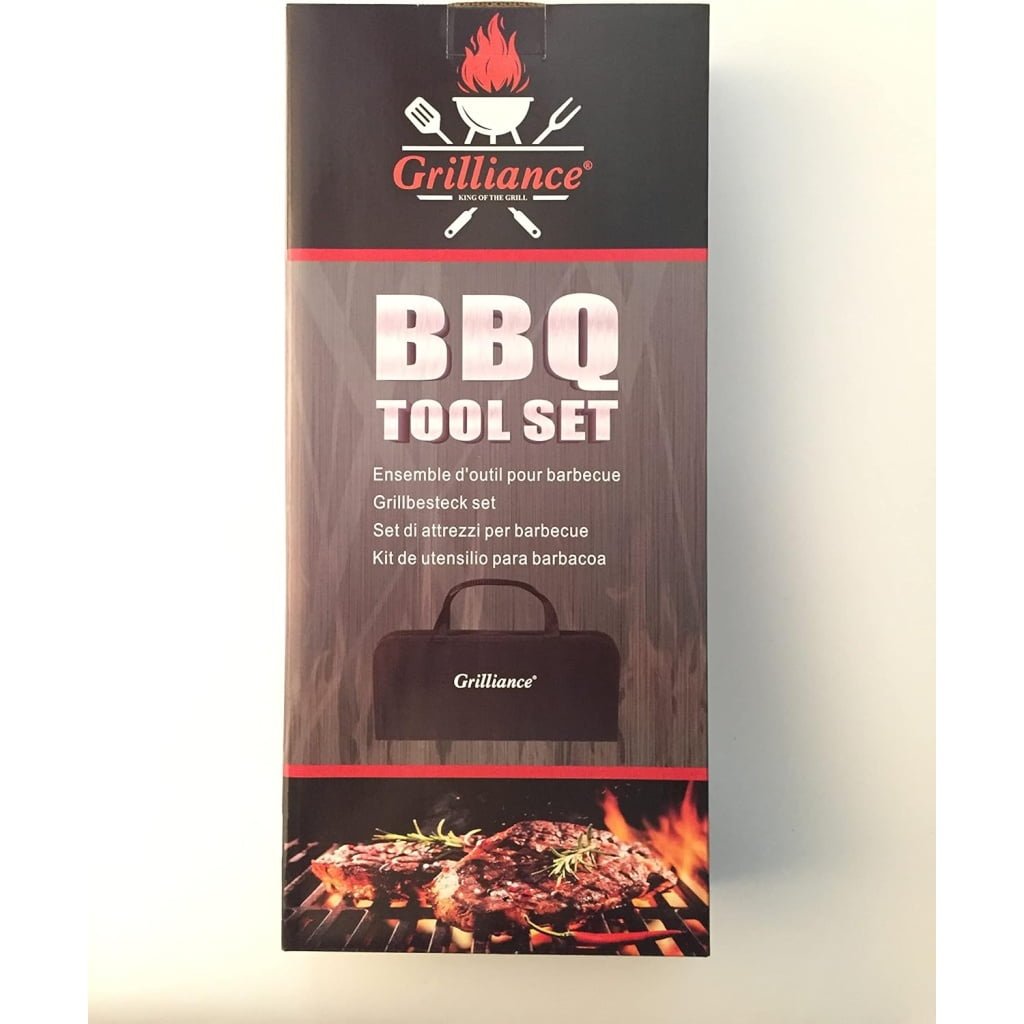 Grilliance®
KING OF THE GRILL
BBQ
TOOL SET
Ensemble d'outil pour barbecue
Grillbesteck set
Set di attrezzi per barbecue
Kit de utensilio para barbacoa
Grilliance®